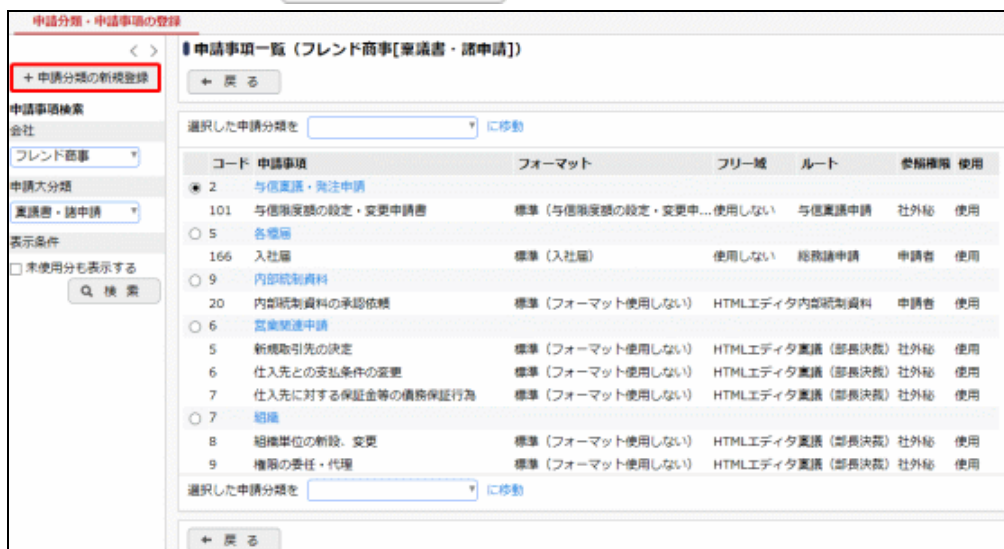 申請分類・申請事項の登録
< >
+ 申請分類の新規登録
申請事項検索
会社
フレンド商事
申請大分類
稟議書・諸申請
表示条件
未使用分も表示する
検 索
申請事項一覧（フレンド商事[稟議書・諸申請]）
← 戻 る
選択した申請分類を に移動
コード 申請事項 フォーマット フリー域 ルート 参照権限 使用
2 与信稟議・発注申請
101 与信限度額の設定・変更申請書 標準（与信限度額の設定・変更申... 使用しない 与信稟議申請 社外秘 使用
5 各種届
166 入社届 標準（入社届） 使用しない 総務諸申請 申請者 使用
9 内部統制資料
20 内部統制資料の承認依頼 標準（フォーマット使用しない） HTMLエディタ 内部統制資料 申請者 使用
6 営業関連申請
5 新規取引先の決定 標準（フォーマット使用しない） HTMLエディタ 稟議（部長決裁） 社外秘 使用
6 仕入先との支払条件の変更 標準（フォーマット使用しない） HTMLエディタ 稟議（部長決裁） 社外秘 使用
7 仕入先に対する保証金等の債務保証行為 標準（フォーマット使用しない） HTMLエディタ 稟議（部長決裁） 社外秘 使用
7 組織
8 組織単位の新設、変更 標準（フォーマット使用しない） HTMLエディタ 稟議（部長決裁） 社外秘 使用
9 権限の委任・代理 標準（フォーマット使用しない） HTMLエディタ 稟議（部長決裁） 社外秘 使用
選択した申請分類を に移動
← 戻 る